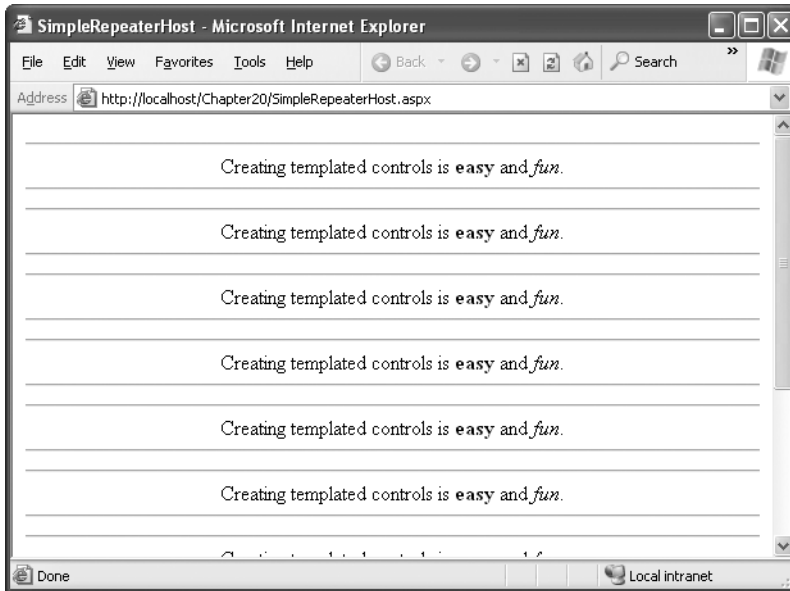 SimpleRepeaterHost - Microsoft Internet Explorer
File Edit View Favorites Tools Help Back Search »
Address http://localhost/Chapter20/SimpleRepeaterHost.aspx
Creating templated controls is easy and fun.
Creating templated controls is easy and fun.
Creating templated controls is easy and fun.
Creating templated controls is easy and fun.
Creating templated controls is easy and fun.
Creating templated controls is easy and fun.
Done Local intranet